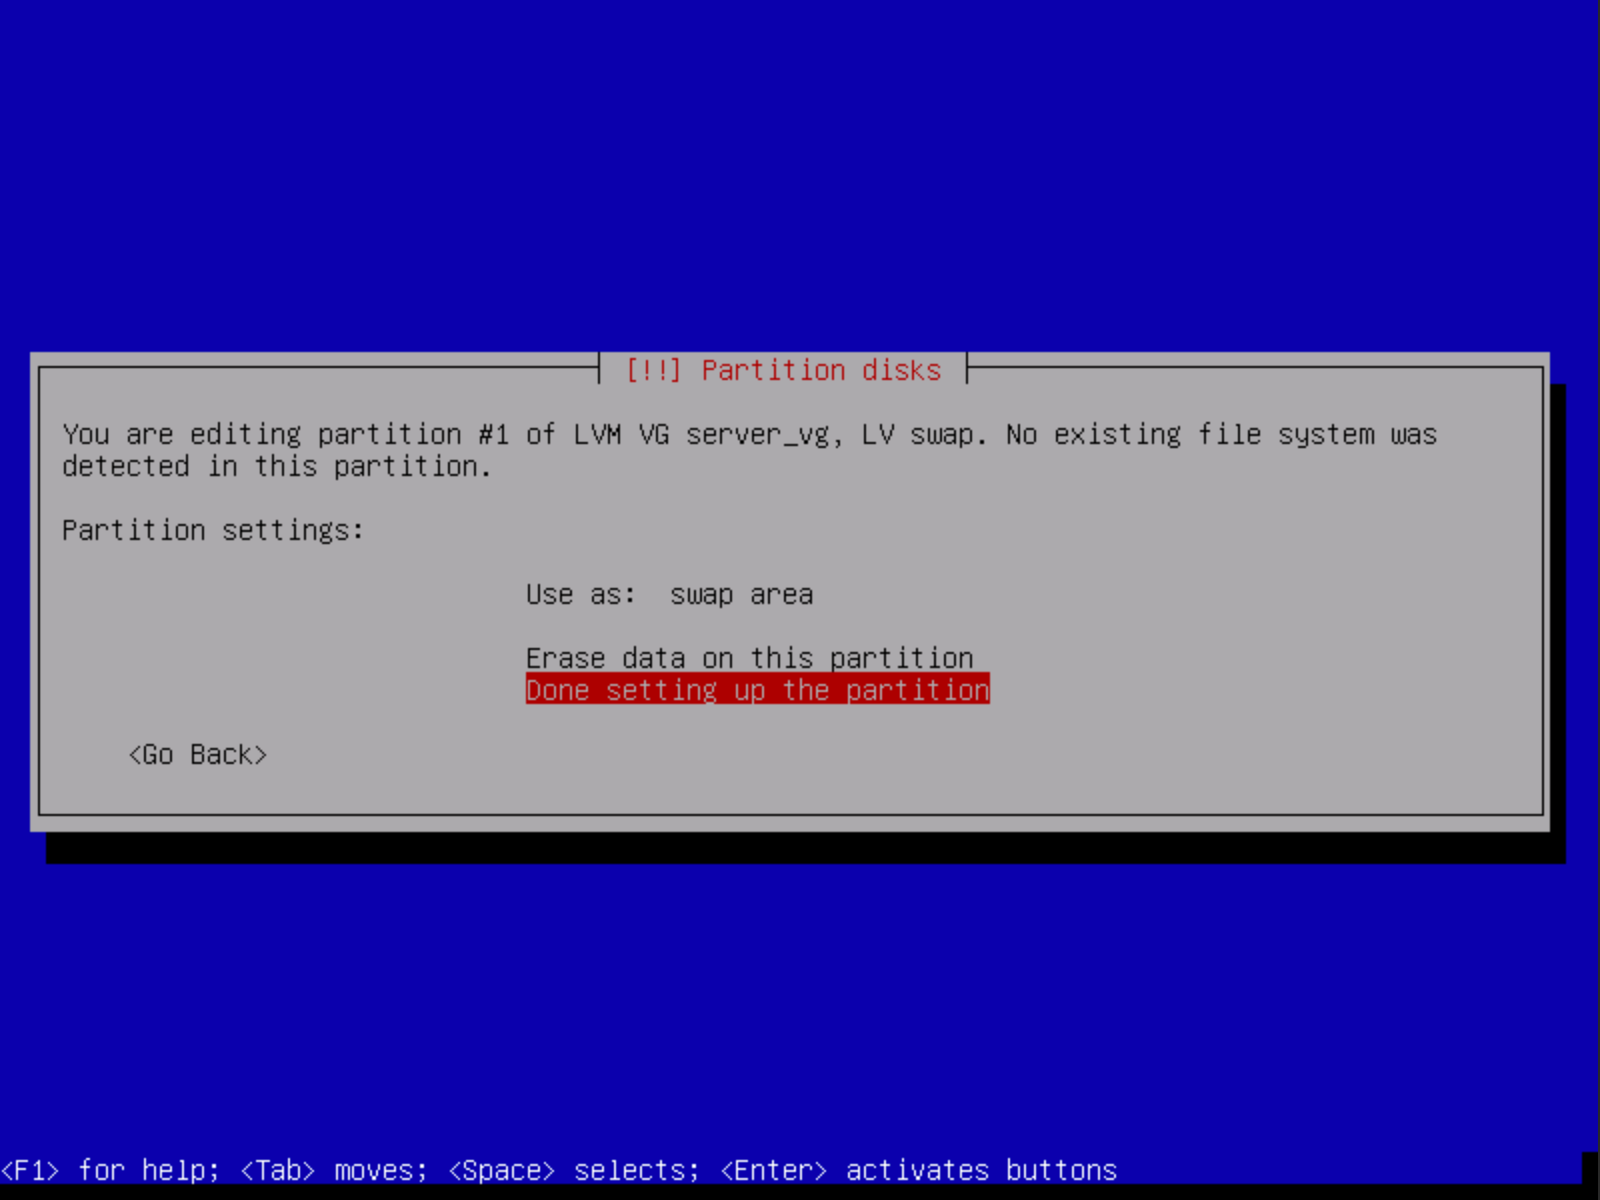 [!!] Partition disks
You are editing partition #1 of LVM VG server_vg, LV swap. No existing file system was
detected in this partition.
Partition settings:
Use as:  swap area
Erase data on this partition
Done setting up the partition
<Go Back>
<F1> for help; <Tab> moves; <Space> selects; <Enter> activates buttons